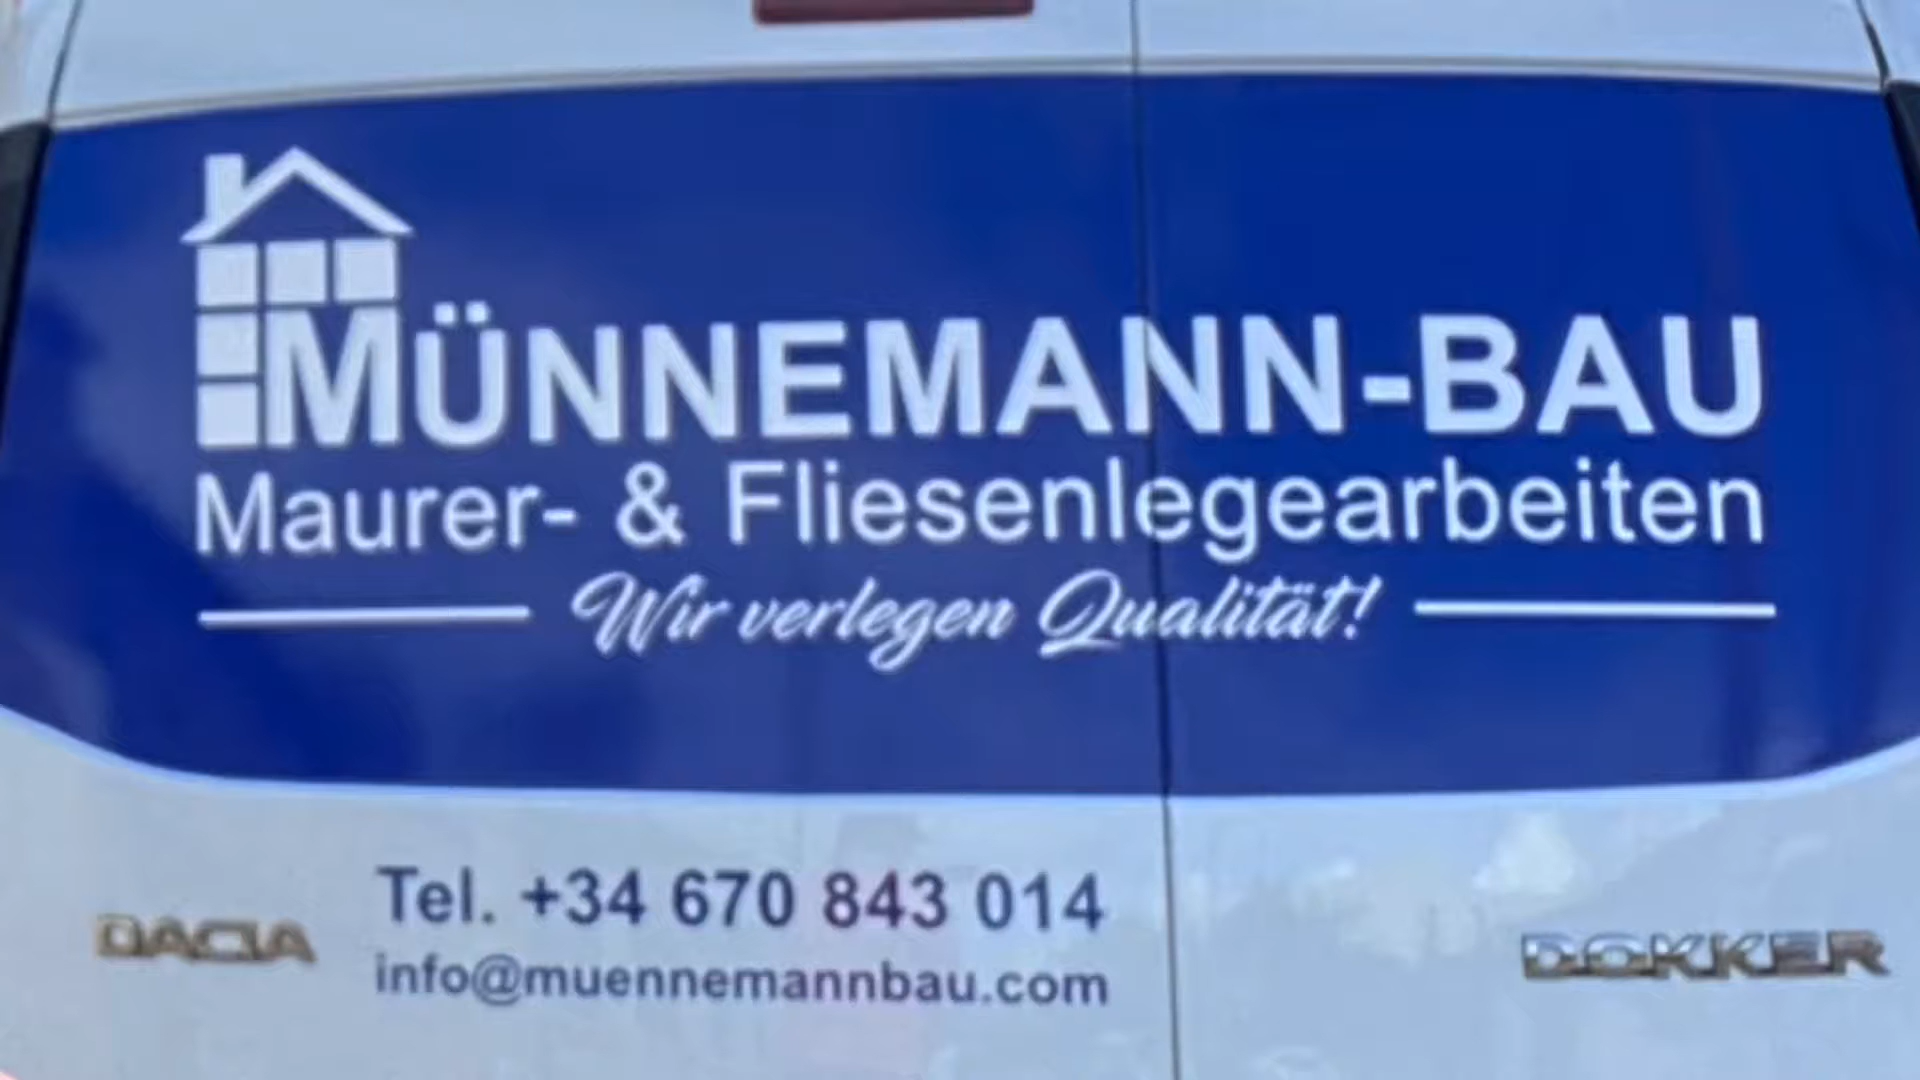 MÜNNEMANN-BAU
Maurer- & Fliesenlegearbeiten
Wir verlegen Qualität!
Tel. +34 670 843 014
info@muennemannbau.com
DACIA
DOKKER